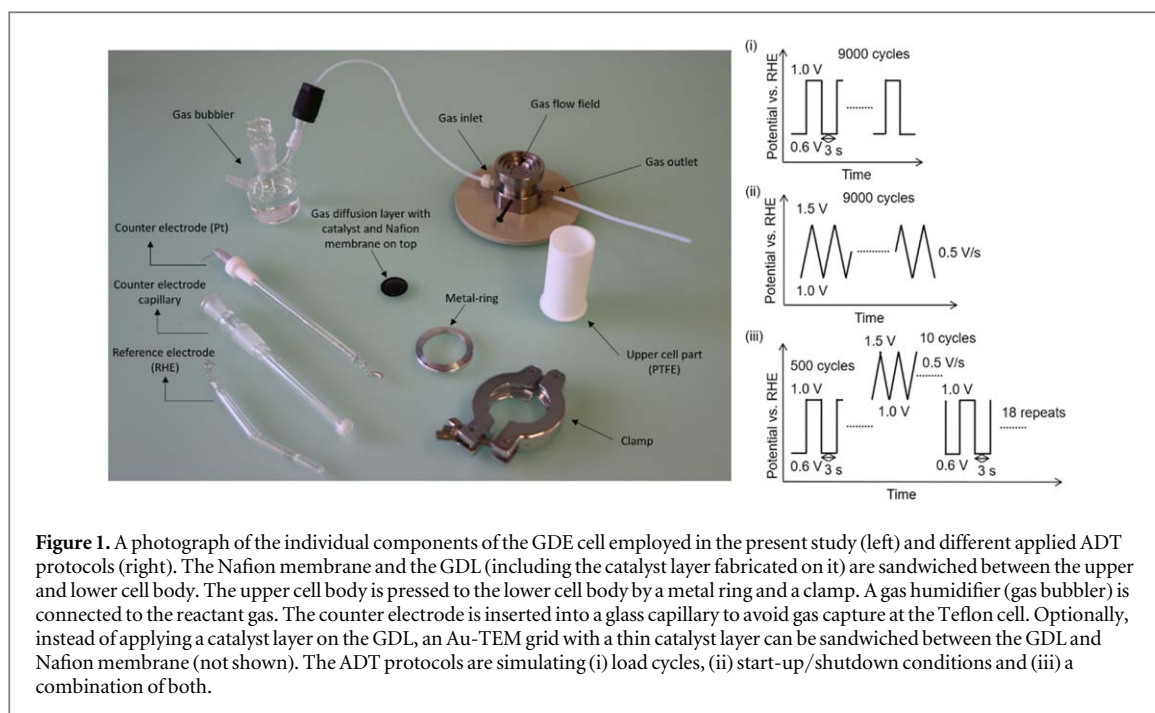 Gas bubbler
Gas inlet
Gas flow field
Gas outlet
Counter electrode (Pt)
Gas diffusion layer with
catalyst and Nafion
membrane on top
Counter electrode
capillary
Metal-ring
Reference electrode
(RHE)
Upper cell part
(PTFE)
Clamp
(i)
9000 cycles
1.0 V
Potential vs. RHE
0.6 V
3 s
Time
(ii)
9000 cycles
1.5 V
Potential vs. RHE
0.5 V/s
1.0 V
Time
(iii)
1.5 V
10 cycles
500 cycles
0.5 V/s
1.0 V
1.0 V
1.0 V
Potential vs. RHE
18 repeats
0.6 V
3 s
0.6 V
3 s
Time
Figure 1. A photograph of the individual components of the GDE cell employed in the present study (left) and different applied ADT
protocols (right). The Nafion membrane and the GDL (including the catalyst layer fabricated on it) are sandwiched between the upper
and lower cell body. The upper cell body is pressed to the lower cell body by a metal ring and a clamp. A gas humidifier (gas bubbler) is
connected to the reactant gas. The counter electrode is inserted into a glass capillary to avoid gas capture at the Teflon cell. Optionally,
instead of applying a catalyst layer on the GDL, an Au-TEM grid with a thin catalyst layer can be sandwiched between the GDL and
Nafion membrane (not shown). The ADT protocols are simulating (i) load cycles, (ii) start-up/shutdown conditions and (iii) a
combination of both.